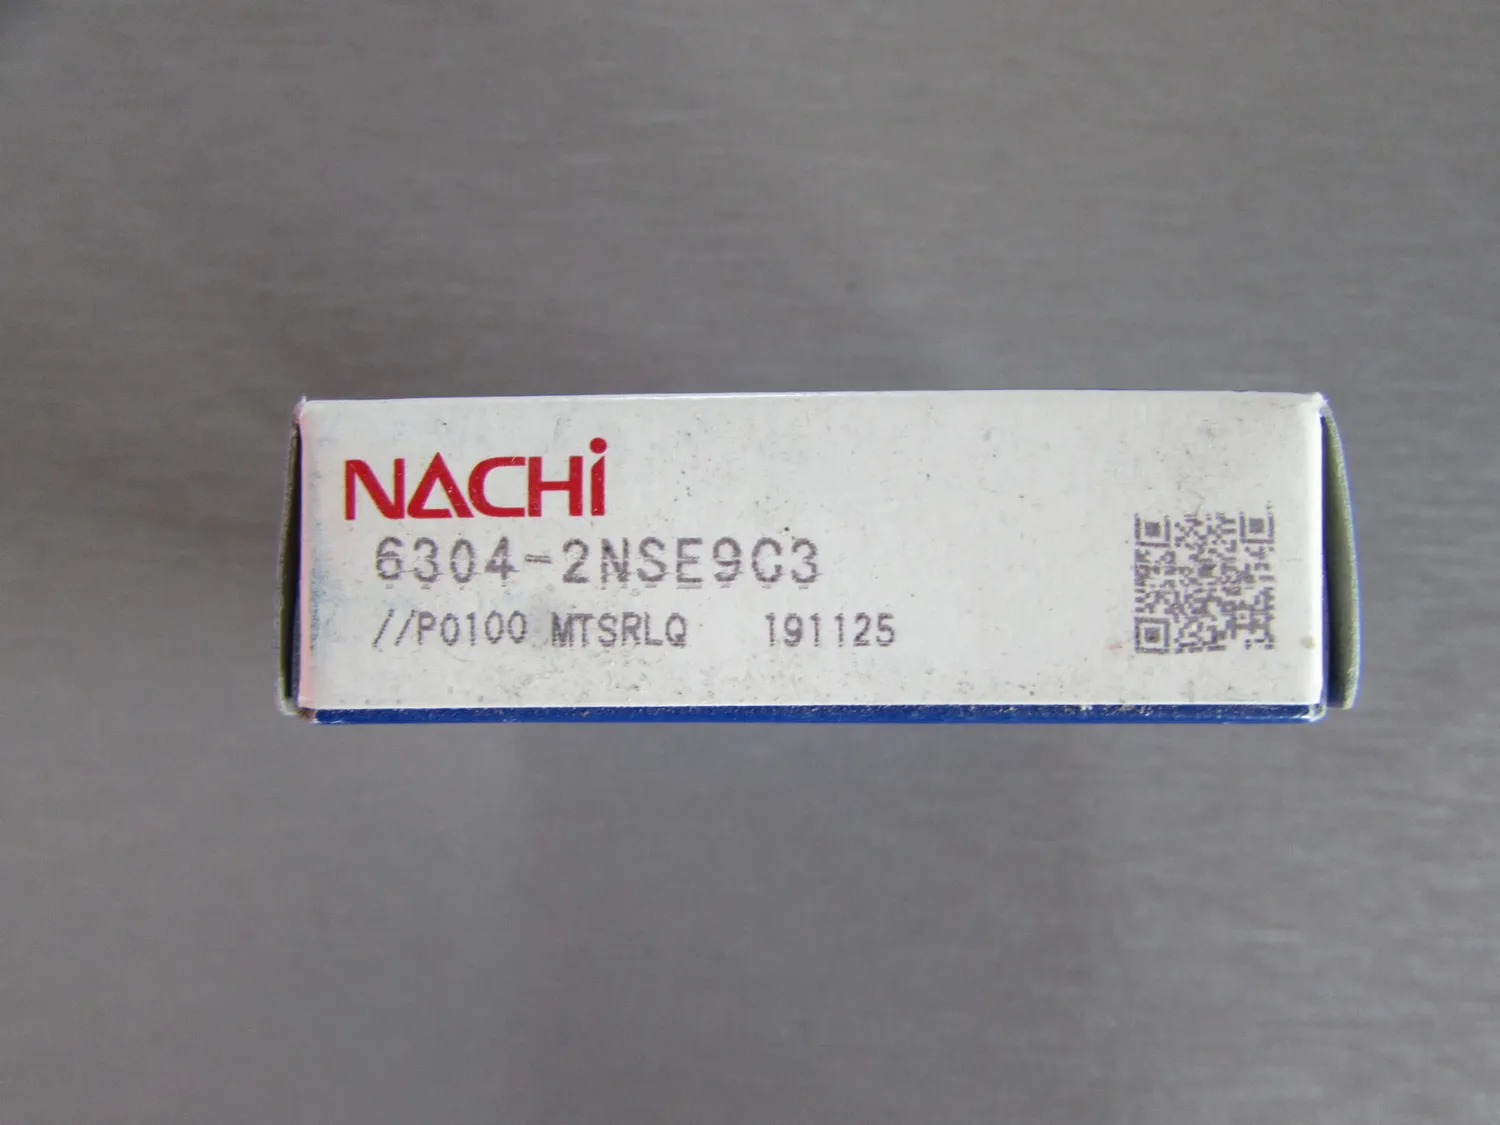 NACHi
6304-2NSE9C3
//P0100 MTSRLQ 191125